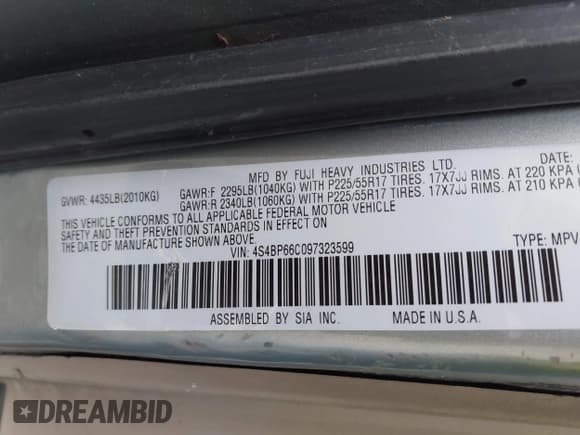 MFD BY FUJI HEAVY INDUSTRIES LTD.
DATE:
GVWR: 4435LB(2010KG)
GAWR:F 2295LB(1040KG) WITH P225/55R17 TIRES. 17X7JJ RIMS. AT 220 KPA
GAWR:R 2340LB(1060KG) WITH P225/55R17 TIRES. 17X7JJ RIMS. AT 210 KPA
THIS VEHICLE CONFORMS TO ALL APPLICABLE FEDERAL MOTOR VEHICLE
SAFETY AND THEFT PREVENTION STANDARDS IN EFFECT ON
THE DATE OF MANUFACTURE SHOWN ABOVE.
VIN: 4S4BP66C097323599
TYPE: MPV
ASSEMBLED BY SIA INC.
MADE IN U.S.A.
DREAMBID